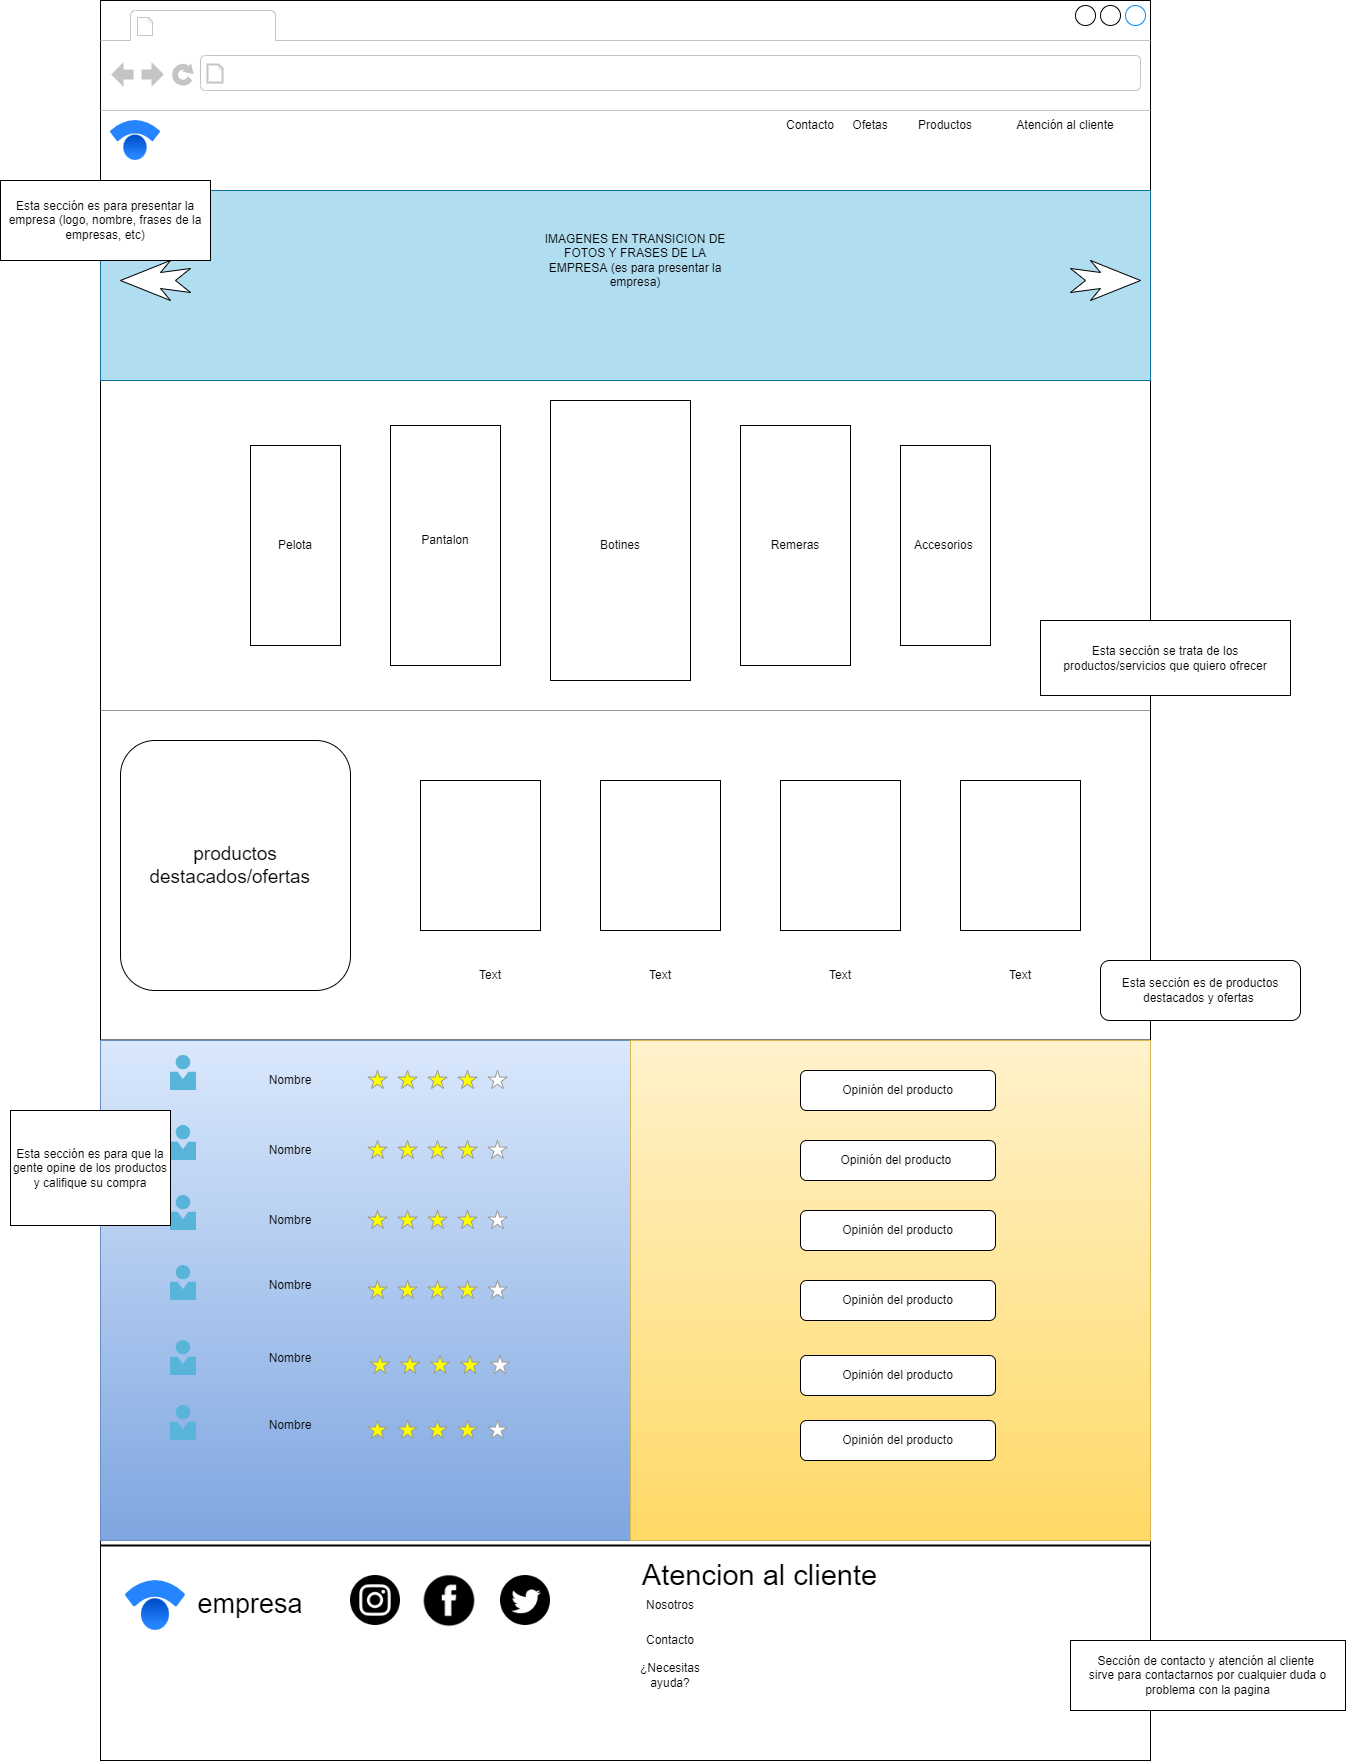 Contacto Ofetas Productos Atención al cliente
Esta sección es para presentar la
empresa (logo, nombre, frases de la
empresas, etc)
IMAGENES EN TRANSICION DE
FOTOS Y FRASES DE LA
EMPRESA (es para presentar la
empresa)
Pelota
Pantalon
Botines
Remeras
Accesorios
Esta sección se trata de los
productos/servicios que quiero ofrecer
productos
destacados/ofertas
Text
Text
Text
Text
Esta sección es de productos
destacados y ofertas
Nombre
Opinión del producto
Esta sección es para que la
gente opine de los productos
y califique su compra
Nombre
Opinión del producto
Nombre
Opinión del producto
Nombre
Opinión del producto
Nombre
Opinión del producto
Nombre
Opinión del producto
empresa
Atencion al cliente
Nosotros
Contacto
¿Necesitas
ayuda?
Sección de contacto y atención al cliente
sirve para contactarnos por cualquier duda o
problema con la pagina